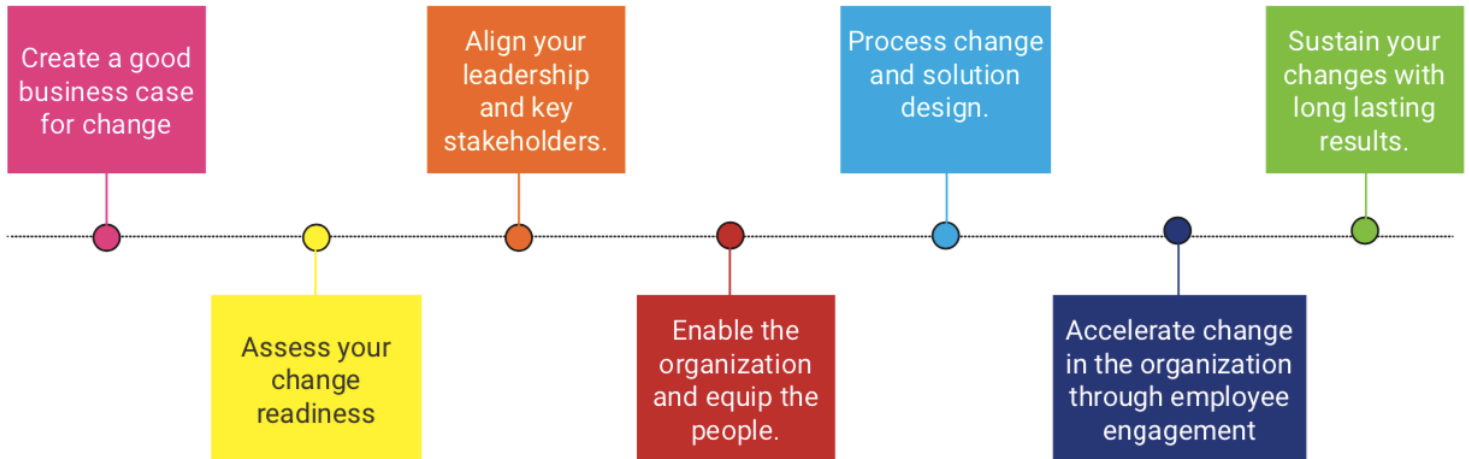 Create a good
business case
for change
Assess your
change
readiness
Align your
leadership
and key
stakeholders.
Enable the
organization
and equip the
people.
Process change
and solution
design.
Accelerate change
in the organization
through employee
engagement
Sustain your
changes with
long lasting
results.